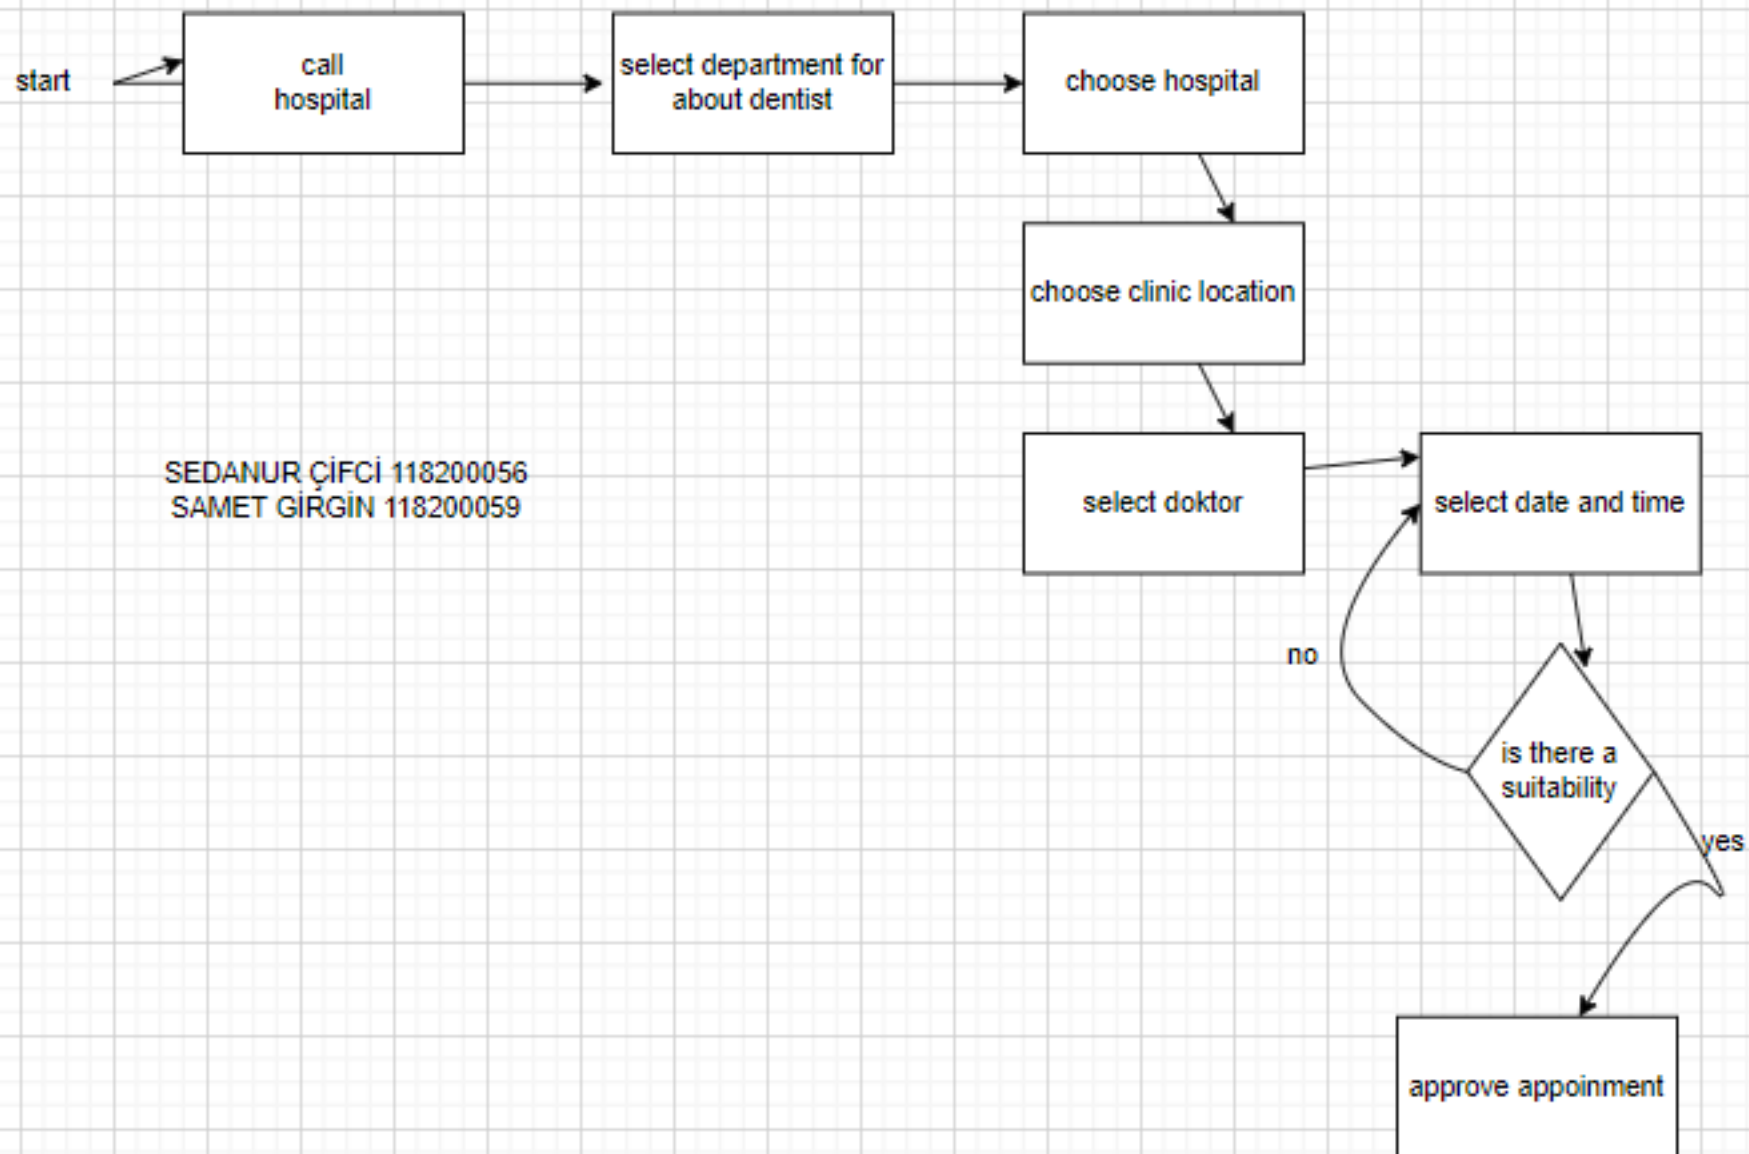 start
call
hospital
select department for
about dentist
choose hospital
choose clinic location
SEDANUR ÇİFCİ 118200056
SAMET GİRGİN 118200059
select doktor
select date and time
no
is there a
suitability
yes
approve appoinment